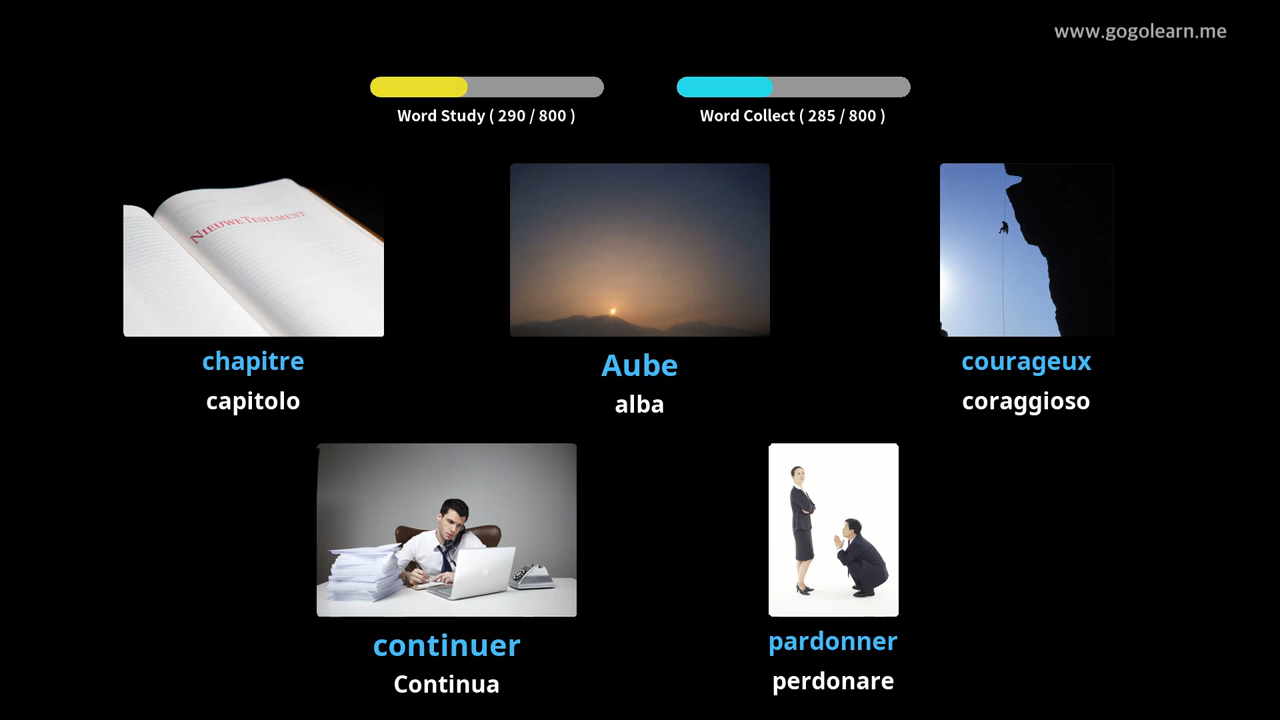 www.gogolearn.me
Word Study ( 290 / 800 )
Word Collect ( 285 / 800 )
NIEUWE TESTAMENT
chapitre
capitolo
Aube
alba
courageux
coraggioso
continuer
Continua
pardonner
perdonare